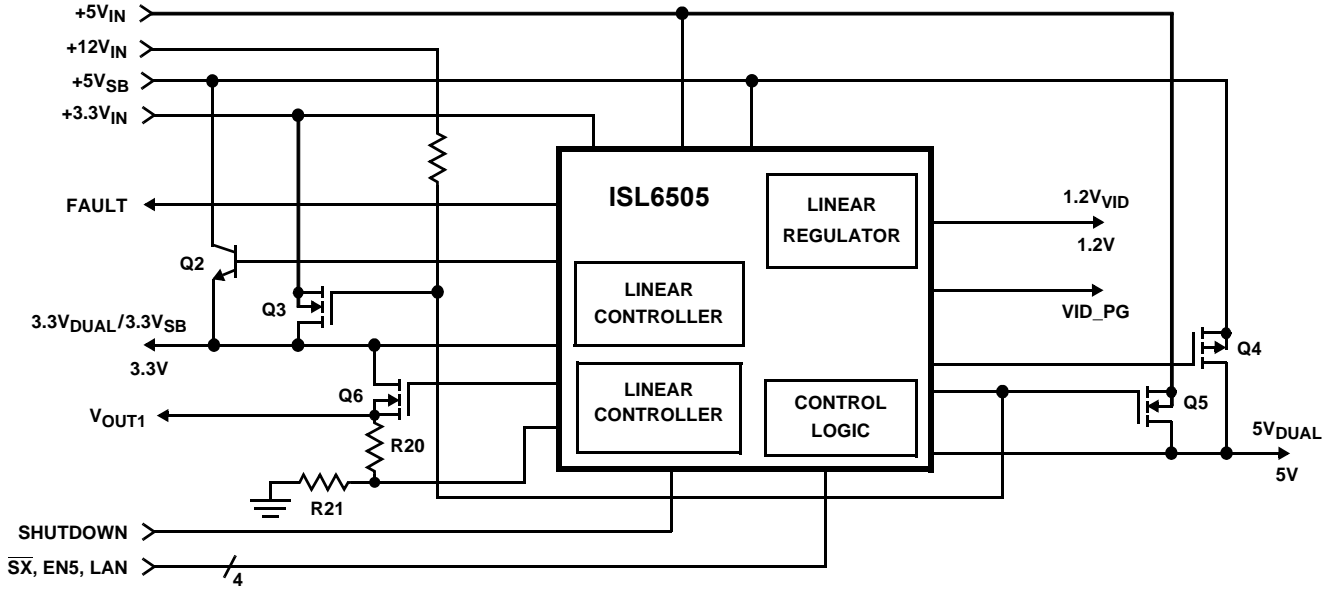 +5VIN
+12VIN
+5VSB
+3.3VIN
ISL6505
LINEAR
REGULATOR
1.2VVID
1.2V
FAULT
Q2
LINEAR
CONTROLLER
Q3
VID_PG
3.3VDUAL/3.3VSB
3.3V
Q4
Q6
LINEAR
CONTROLLER
CONTROL
LOGIC
Q5
VOUT1
R20
5VDUAL
5V
R21
SHUTDOWN
S̅X̅, EN5, LAN
4